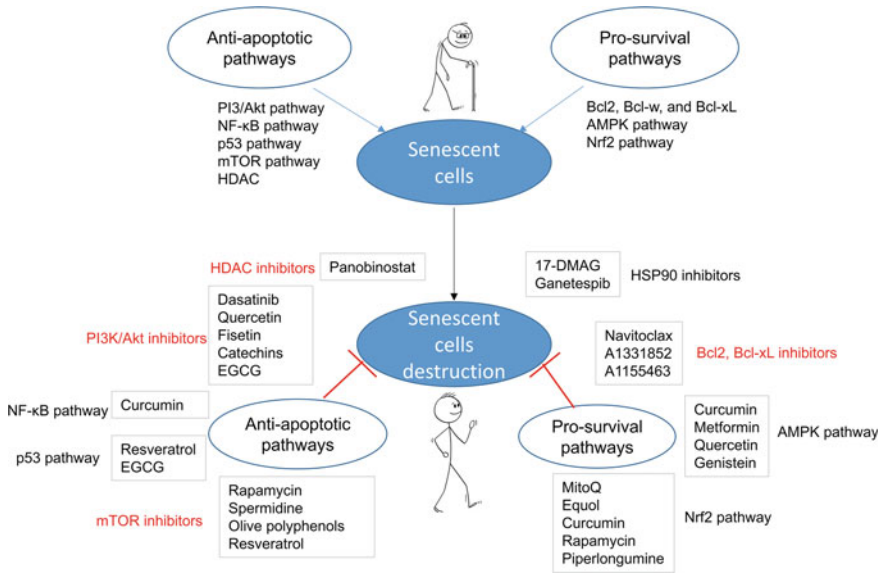 Anti-apoptotic
pathways
Pro-survival
pathways
PI3/Akt pathway
NF-κB pathway
p53 pathway
mTOR pathway
HDAC
Bcl2, Bcl-w, and Bcl-xL
AMPK pathway
Nrf2 pathway
Senescent
cells
HDAC inhibitors
Panobinostat
17-DMAG
Ganetespib
HSP90 inhibitors
PI3K/Akt inhibitors
Dasatinib
Quercetin
Fisetin
Catechins
EGCG
Senescent
cells
destruction
Navitoclax
A1331852
A1155463
Bcl2, Bcl-xL inhibitors
NF-κB pathway
Curcumin
p53 pathway
Resveratrol
EGCG
Anti-apoptotic
pathways
Pro-survival
pathways
Curcumin
Metformin
Quercetin
Genistein
AMPK pathway
mTOR inhibitors
Rapamycin
Spermidine
Olive polyphenols
Resveratrol
MitoQ
Equol
Curcumin
Rapamycin
Piperlongumine
Nrf2 pathway